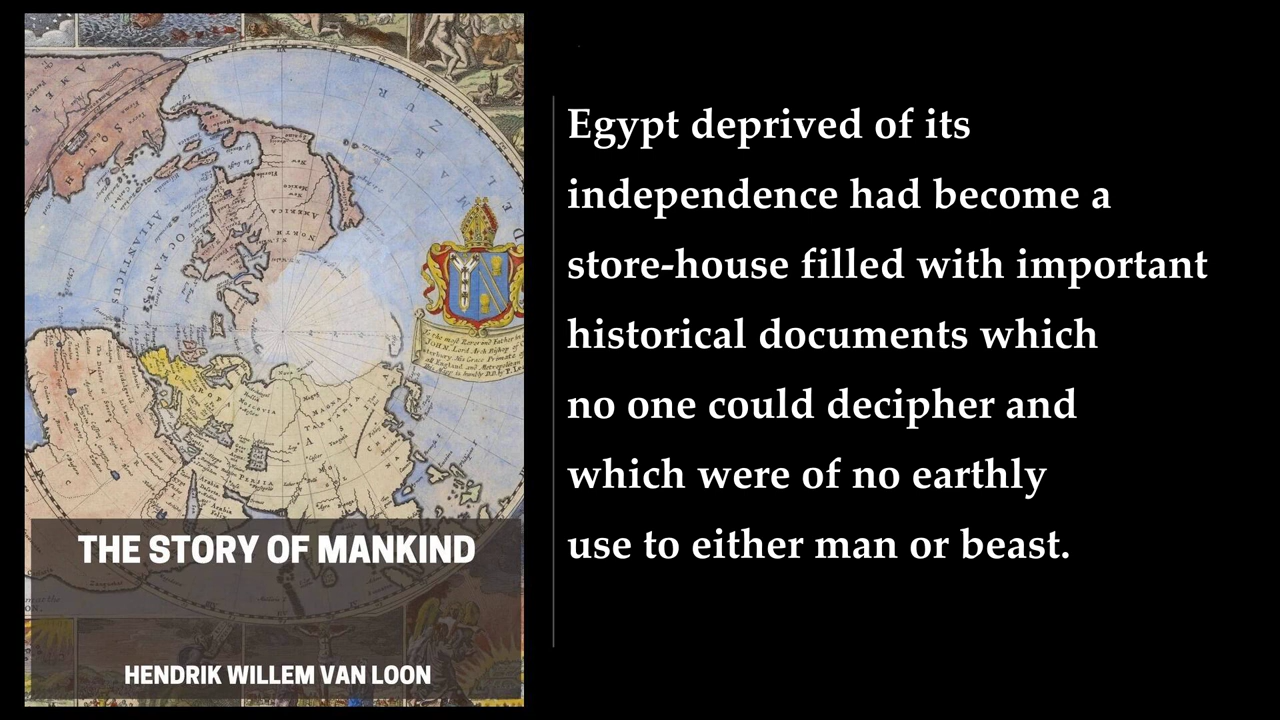 THE STORY OF MANKIND
HENDRIK WILLEM VAN LOON
Egypt deprived of its
independence had become a
store-house filled with important
historical documents which
no one could decipher and
which were of no earthly
use to either man or beast.